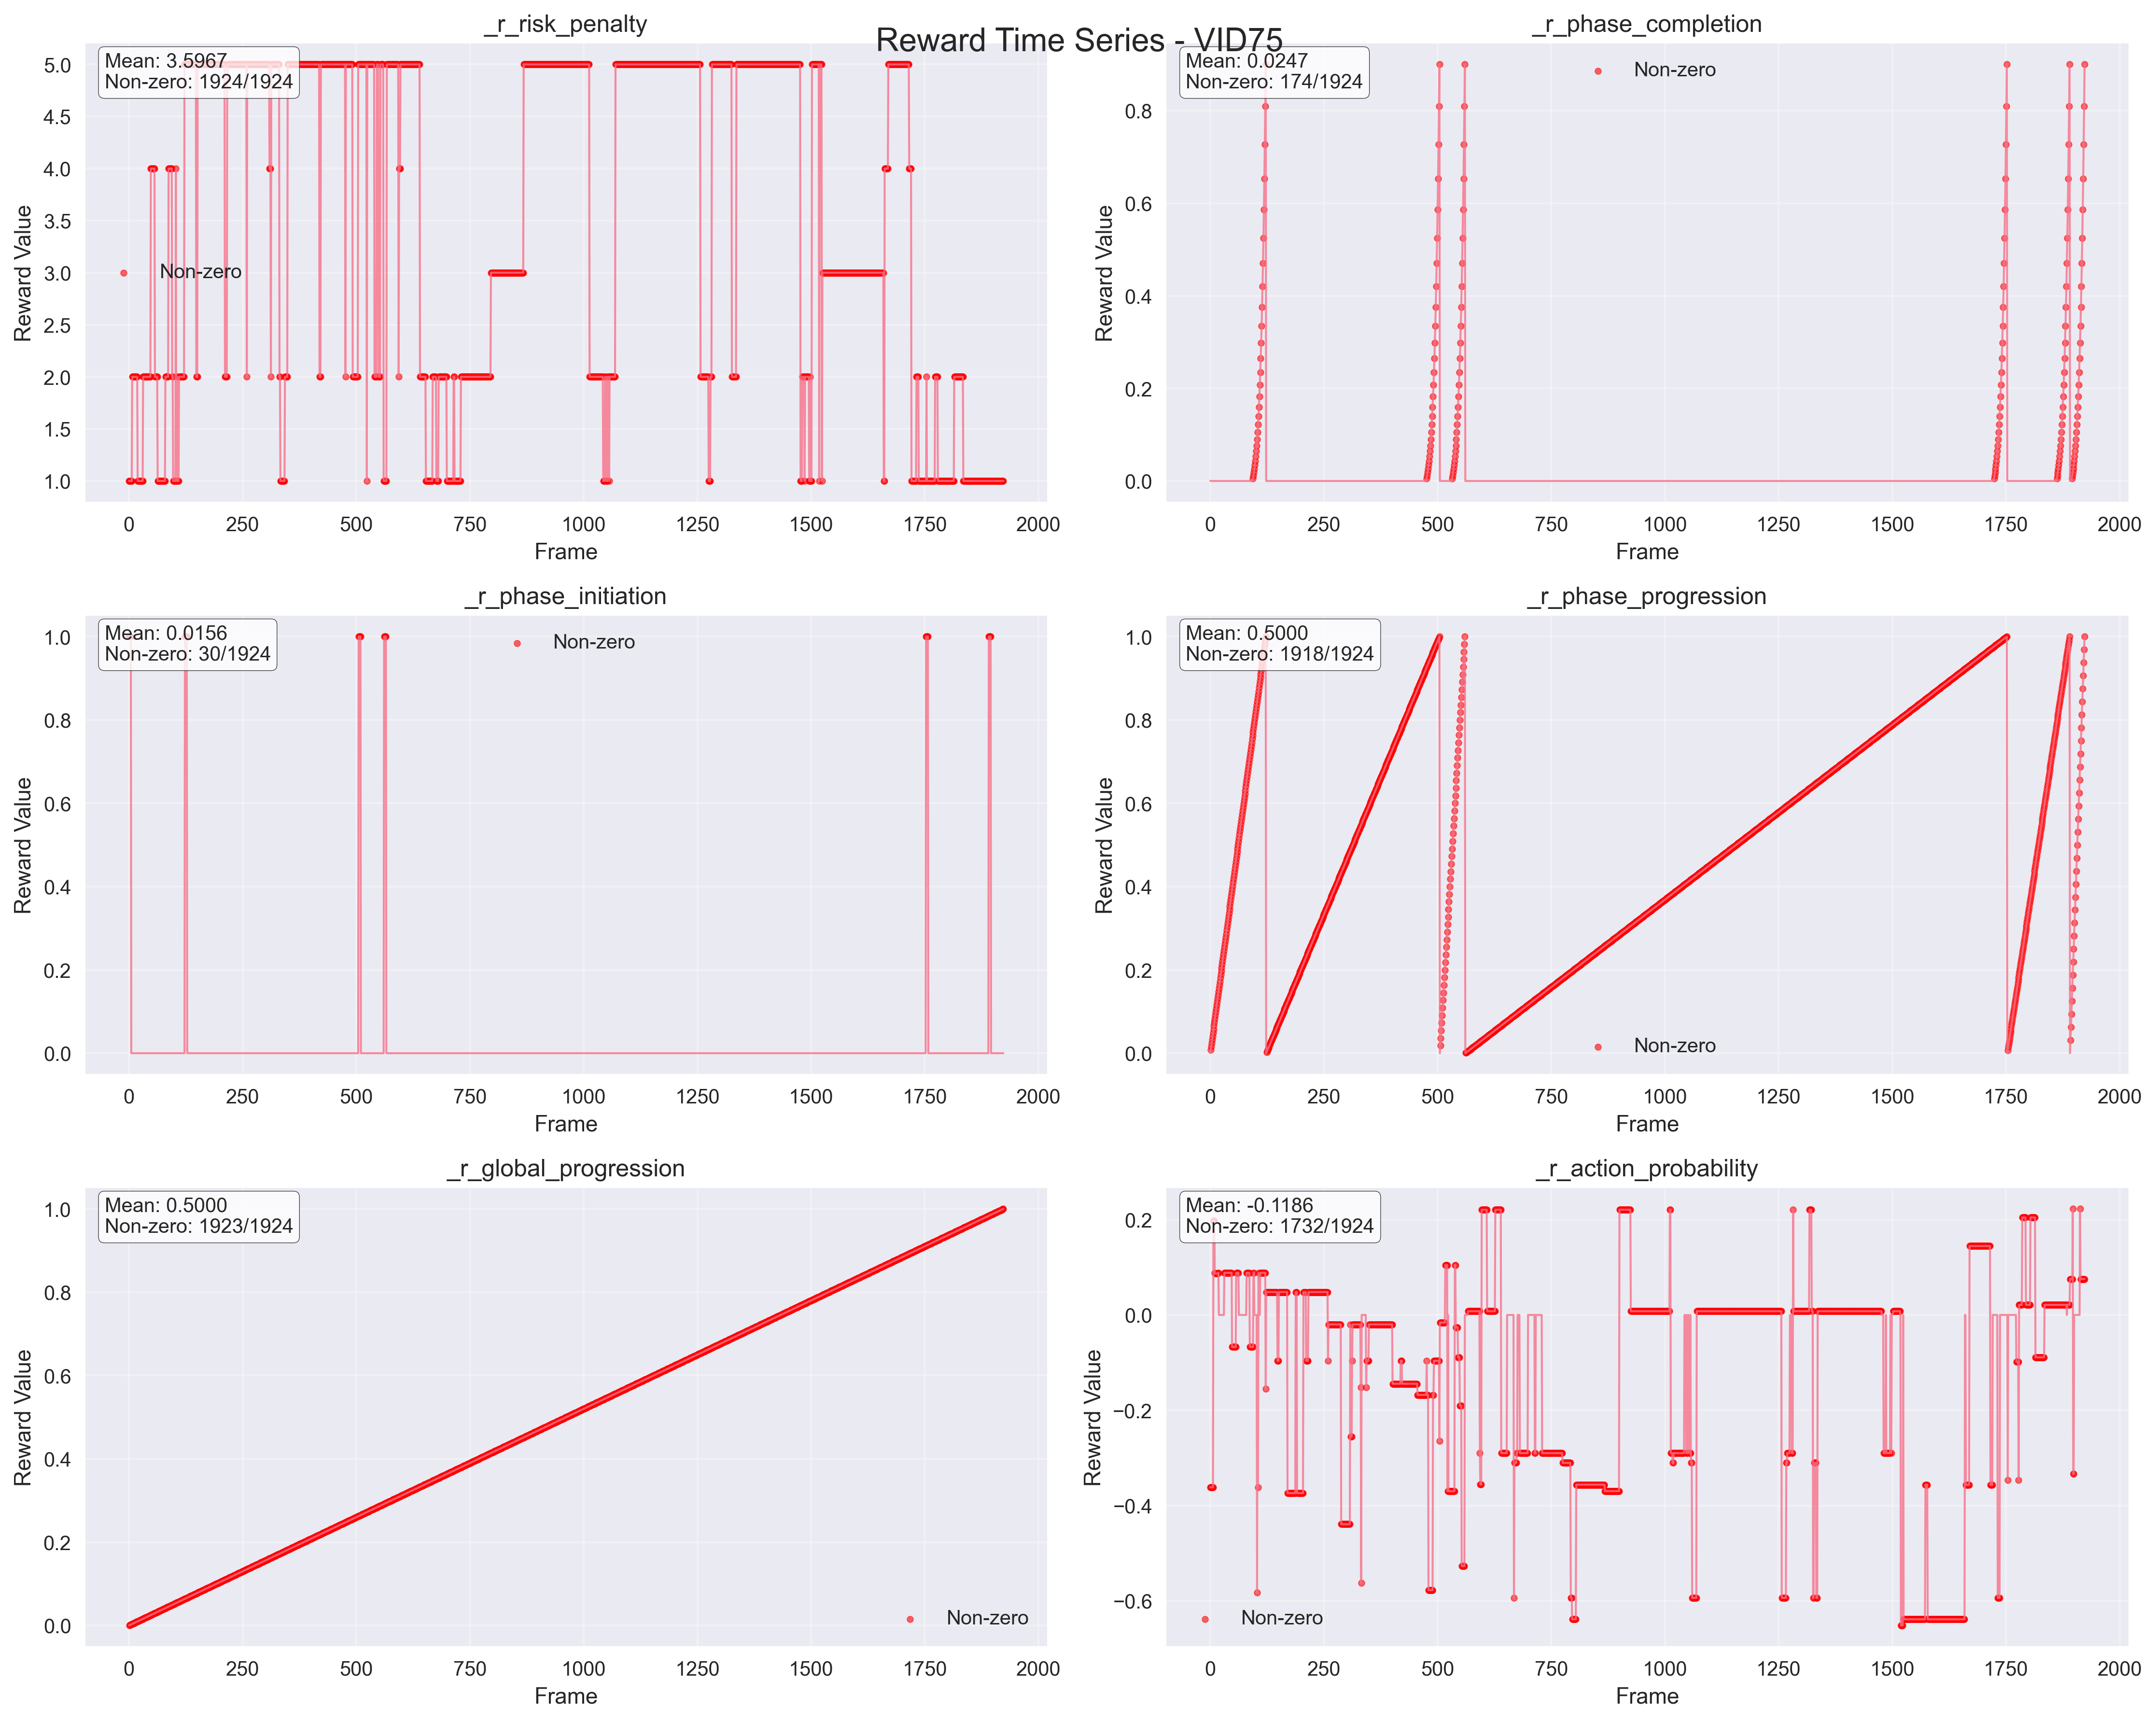 Reward Time Series - VID75
_r_risk_penalty
Mean: 3.5967
Non-zero: 1924/1924
Non-zero
Reward Value
5.0
4.5
4.0
3.5
3.0
2.5
2.0
1.5
1.0
0 250 500 750 1000 1250 1500 1750 2000
Frame
_r_phase_completion
Mean: 0.0247
Non-zero: 174/1924
Non-zero
Reward Value
0.8
0.6
0.4
0.2
0.0
0 250 500 750 1000 1250 1500 1750 2000
Frame
_r_phase_initiation
Mean: 0.0156
Non-zero: 30/1924
Non-zero
Reward Value
1.0
0.8
0.6
0.4
0.2
0.0
0 250 500 750 1000 1250 1500 1750 2000
Frame
_r_phase_progression
Mean: 0.5000
Non-zero: 1918/1924
Non-zero
Reward Value
1.0
0.8
0.6
0.4
0.2
0.0
0 250 500 750 1000 1250 1500 1750 2000
Frame
_r_global_progression
Mean: 0.5000
Non-zero: 1923/1924
Non-zero
Reward Value
1.0
0.8
0.6
0.4
0.2
0.0
0 250 500 750 1000 1250 1500 1750 2000
Frame
_r_action_probability
Mean: -0.1186
Non-zero: 1732/1924
Non-zero
Reward Value
0.2
0.0
−0.2
−0.4
−0.6
0 250 500 750 1000 1250 1500 1750 2000
Frame